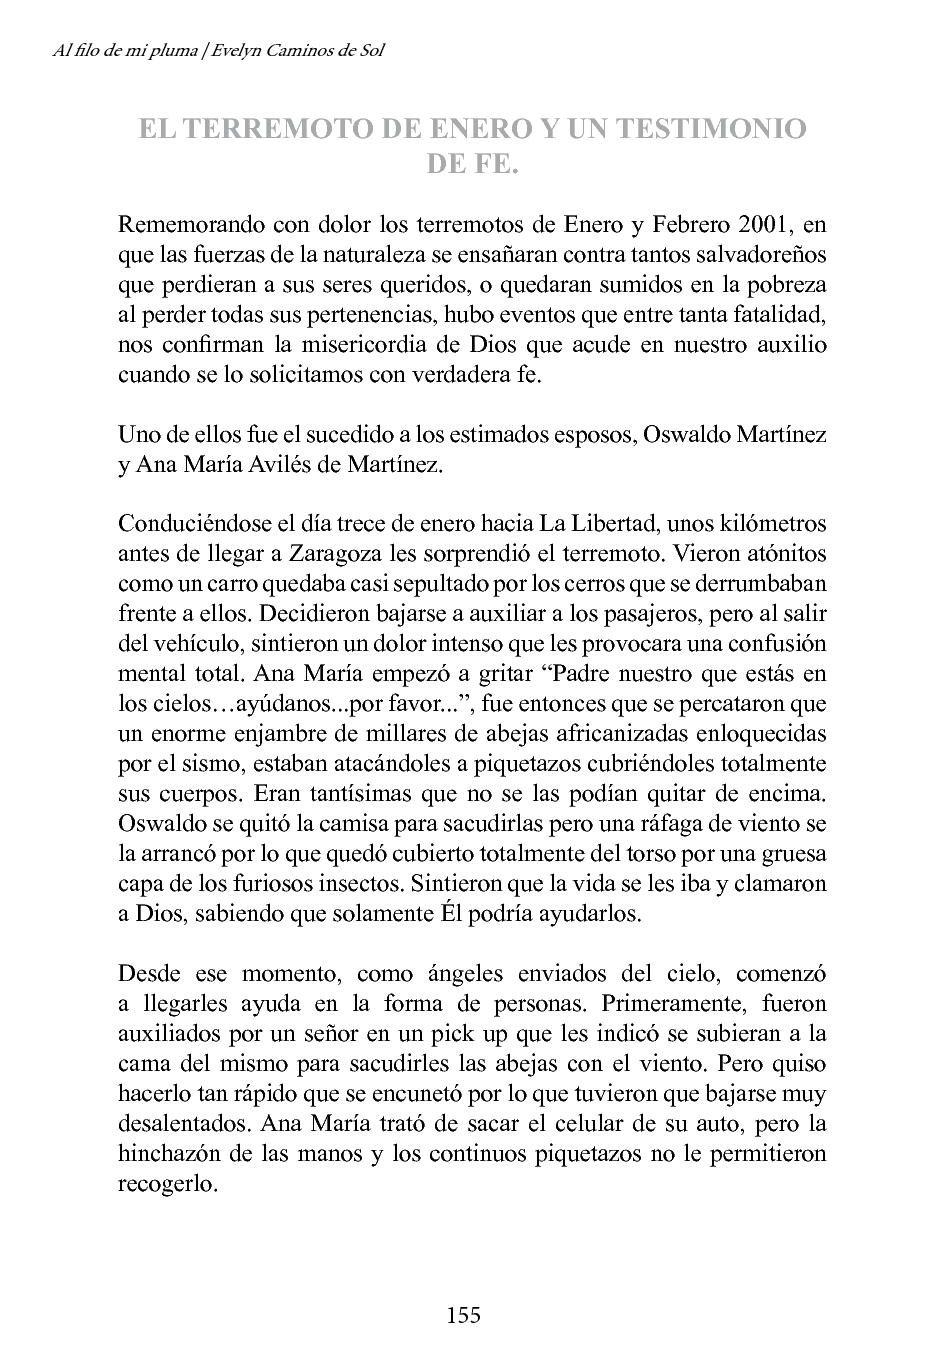 Al filo de mi pluma | Evelyn Caminos de Sol
EL TERREMOTO DE ENERO Y UN TESTIMONIO
DE FE.
Rememorando con dolor los terremotos de Enero y Febrero 2001, en
que las fuerzas de la naturaleza se ensañaran contra tantos salvadoreños
que perdieran a sus seres queridos, o quedaran sumidos en la pobreza
al perder todas sus pertenencias, hubo eventos que entre tanta fatalidad,
nos confirman la misericordia de Dios que acude en nuestro auxilio
cuando se lo solicitamos con verdadera fe.
Uno de ellos fue el sucedido a los estimados esposos, Oswaldo Martínez
y Ana María Avilés de Martínez.
Conduciéndose el día trece de enero hacia La Libertad, unos kilómetros
antes de llegar a Zaragoza les sorprendió el terremoto. Vieron atónitos
como un carro quedaba casi sepultado por los cerros que se derrumbaban
frente a ellos. Decidieron bajarse a auxiliar a los pasajeros, pero al salir
del vehículo, sintieron un dolor intenso que les provocara una confusión
mental total. Ana María empezó a gritar “Padre nuestro que estás en
los cielos…ayúdanos...por favor...”, fue entonces que se percataron que
un enorme enjambre de millares de abejas africanizadas enloquecidas
por el sismo, estaban atacándoles a piquetazos cubriéndoles totalmente
sus cuerpos. Eran tantísimas que no se las podían quitar de encima.
Oswaldo se quitó la camisa para sacudirlas pero una ráfaga de viento se
la arrancó por lo que quedó cubierto totalmente del torso por una gruesa
capa de los furiosos insectos. Sintieron que la vida se les iba y clamaron
a Dios, sabiendo que solamente Él podría ayudarlos.
Desde ese momento, como ángeles enviados del cielo, comenzó
a llegarles ayuda en la forma de personas. Primeramente, fueron
auxiliados por un señor en un pick up que les indicó se subieran a la
cama del mismo para sacudirles las abejas con el viento. Pero quiso
hacerlo tan rápido que se encunetó por lo que tuvieron que bajarse muy
desalentados. Ana María trató de sacar el celular de su auto, pero la
hinchazón de las manos y los continuos piquetazos no le permitieron
recogerlo.
155